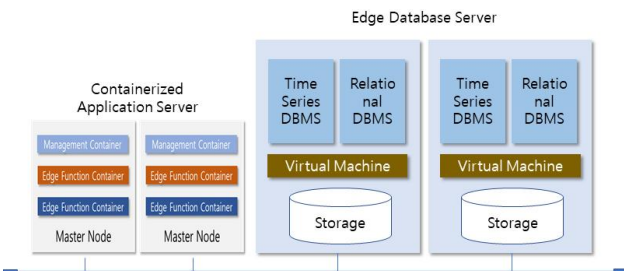 Edge Database Server
Containerized
Application Server
Management Container
Edge Function Container
Edge Function Container
Master Node
Management Container
Edge Function Container
Edge Function Container
Master Node
Time
Series
DBMS
Relatio
nal
DBMS
Virtual Machine
Storage
Time
Series
DBMS
Relatio
nal
DBMS
Virtual Machine
Storage